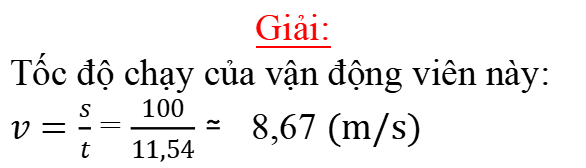 Giải:
Tốc độ chạy của vận động viên này:
v = s/t = 100/11,54 ≃ 8,67 (m/s)